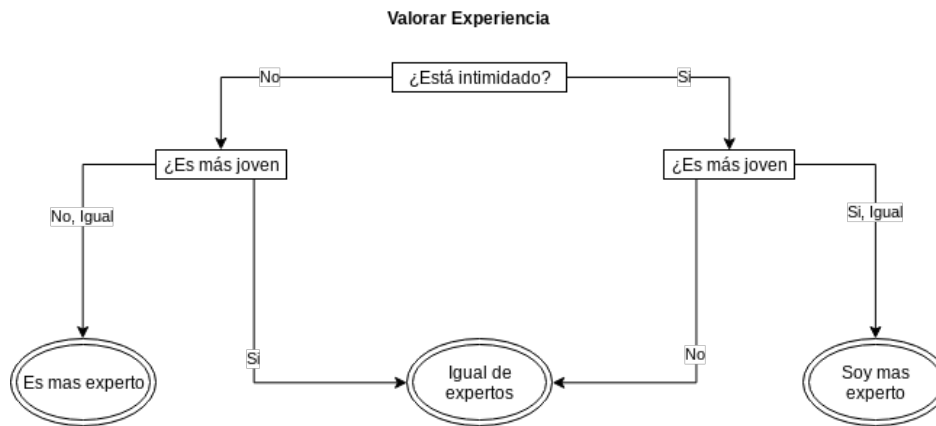 Valorar Experiencia
No
¿Está intimidado?
Si
¿Es más joven
¿Es más joven
No, Igual
Si, Igual
Si
No
Es mas experto
Igual de
expertos
Soy mas
experto